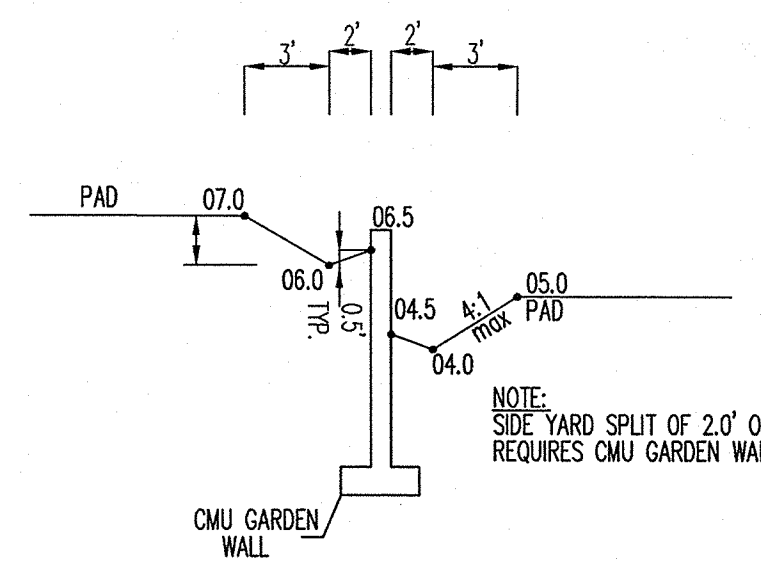 3'
2'
2'
3'
PAD
07.0
06.5
06.0
0.5'
TYP.
04.5
4:1
max
05.0
PAD
04.0
NOTE:
SIDE YARD SPLIT OF 2.0'
REQUIRES CMU GARDEN
CMU GARDEN
WALL